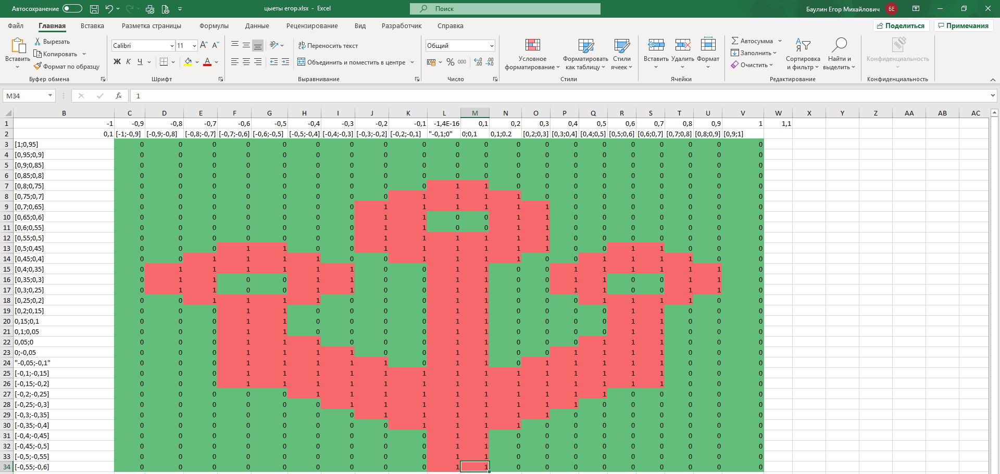 Автосохранение цыеты егор.xlsx - Excel Поиск Баулин Егор Михайлович БЕ
Файл Главная Вставка Разметка страницы Формулы Данные Рецензирование Вид Разработчик Справка Поделиться Примечания
Вставить Вырезать Копировать Формат по образцу
Буфер обмена
Calibri 11
Ж К Ч А
Шрифт
Переносить текст
Объединить и поместить в центре
Выравнивание
Общий
% 000
Число
Условное форматирование
Форматировать как таблицу
Стили ячеек
Стили
Вставить Удалить Формат
Ячейки
Автосумма
Заполнить
Очистить
Сортировка и фильтр
Найти и выделить
Редактирование
Конфиденциальность
Конфиденциальность
M34 fx 1
B C D E F G H I J K L M N O P Q R S T U V W X Y Z AA AB AC
1 -1 -0,9 -0,8 -0,7 -0,6 -0,5 -0,4 -0,3 -0,2 -0,1 -1,4E-16 0,1 0,2 0,3 0,4 0,5 0,6 0,7 0,8 0,9 1 1,1
2 0,1 [-1;-0,9] [-0,9;-0,8] [-0,8;-0,7] [-0,7;-0,6] [-0,6;-0,5] [-0,5;-0,4] [-0,4;-0,3] [-0,3;-0,2] [-0,2;-0,1] "-0,1;0" 0;0,1 0,1;0.2 [0,2;0,3] [0,3;0,4] [0,4;0,5] [0,5;0,6] [0,6;0,7] [0,7;0,8] [0,8;0,9] [0,9;1]
3 [1;0,95] 0 0 0 0 0 0 0 0 0 0 0 0 0 0 0 0 0 0 0 0
4 [0,95;0,9] 0 0 0 0 0 0 0 0 0 0 0 0 0 0 0 0 0 0 0 0
5 [0,9;0,85] 0 0 0 0 0 0 0 0 0 0 0 0 0 0 0 0 0 0 0 0
6 [0,85;0,8] 0 0 0 0 0 0 0 0 0 0 0 0 0 0 0 0 0 0 0 0
7 [0,8;0,75] 0 0 0 0 0 0 0 0 0 1 1 0 0 0 0 0 0 0 0 0
8 [0,75;0,7] 0 0 0 0 0 0 0 0 1 1 1 1 0 0 0 0 0 0 0 0
9 [0,7;0,65] 0 0 0 0 0 0 0 1 1 1 1 1 1 0 0 0 0 0 0 0
10 [0,65;0,6] 0 0 0 0 0 0 0 1 1 0 0 1 1 0 0 0 0 0 0 0
11 [0,6;0,55] 0 0 0 0 0 0 0 1 1 0 0 1 1 0 0 0 0 0 0 0
12 [0,55;0,5] 0 0 0 0 0 0 0 1 1 1 1 1 1 0 0 0 0 0 0 0
13 [0,5;0,45] 0 0 0 1 1 0 0 1 1 1 1 1 1 0 0 1 1 0 0 0
14 [0,45;0,4] 0 0 1 1 1 1 0 0 1 1 1 1 0 0 1 1 1 1 0 0
15 [0,4;0,35] 0 1 1 1 1 1 1 0 0 1 1 0 0 1 1 1 1 1 1 0
16 [0,35;0,3] 0 1 1 0 0 1 1 0 0 1 1 0 0 1 1 0 0 1 1 0
17 [0,3;0,25] 0 1 1 0 0 1 1 0 0 1 1 0 0 1 1 0 0 1 1 0
18 [0,25;0,2] 0 0 1 1 1 1 0 0 0 1 1 0 0 0 1 1 1 1 0 0
19 [0,2;0,15] 0 0 0 1 1 0 0 0 0 1 1 0 0 0 0 1 1 0 0 0
20 0,15;0,1 0 0 0 1 1 0 0 0 0 1 1 0 0 0 0 1 1 0 0 0
21 0,1;0,05 0 0 0 1 1 0 0 0 0 1 1 0 0 0 0 1 1 0 0 0
22 0,05;0 0 0 0 1 1 1 0 0 0 1 1 0 0 0 1 1 1 0 0 0
23 0;-0,05 0 0 0 1 1 1 1 0 0 1 1 0 0 1 1 1 1 0 0 0
24 "-0,05;-0,1" 0 0 0 1 1 1 1 1 0 1 1 0 1 1 1 1 1 0 0 0
25 [-0,1;-0,15] 0 0 0 1 1 1 1 1 1 1 1 1 1 1 1 1 1 0 0 0
26 [-0,15;-0,2] 0 0 0 1 1 1 1 1 1 1 1 1 1 1 1 1 1 0 0 0
27 [-0,2;-0,25] 0 0 0 0 0 1 1 1 1 1 1 1 1 1 1 0 0 0 0 0
28 [-0,25;-0,3] 0 0 0 0 0 0 1 1 1 1 1 1 1 1 0 0 0 0 0 0
29 [-0,3;-0,35] 0 0 0 0 0 0 0 1 1 1 1 1 1 0 0 0 0 0 0 0
30 [-0,35;-0,4] 0 0 0 0 0 0 0 0 1 1 1 1 0 0 0 0 0 0 0 0
31 [-0,4;-0,45] 0 0 0 0 0 0 0 0 0 1 1 0 0 0 0 0 0 0 0 0
32 [-0,45;-0,5] 0 0 0 0 0 0 0 0 0 1 1 0 0 0 0 0 0 0 0 0
33 [-0,5;-0,55] 0 0 0 0 0 0 0 0 0 1 1 0 0 0 0 0 0 0 0 0
34 [-0,55;-0,6] 0 0 0 0 0 0 0 0 0 1 1 0 0 0 0 0 0 0 0 0